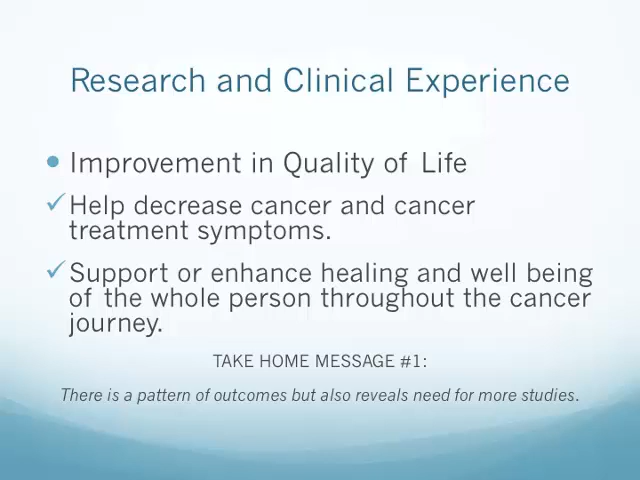 Research and Clinical Experience
• Improvement in Quality of Life
✓ Help decrease cancer and cancer
treatment symptoms.
✓ Support or enhance healing and well being
of the whole person throughout the cancer
journey.
TAKE HOME MESSAGE #1:
There is a pattern of outcomes but also reveals need for more studies.